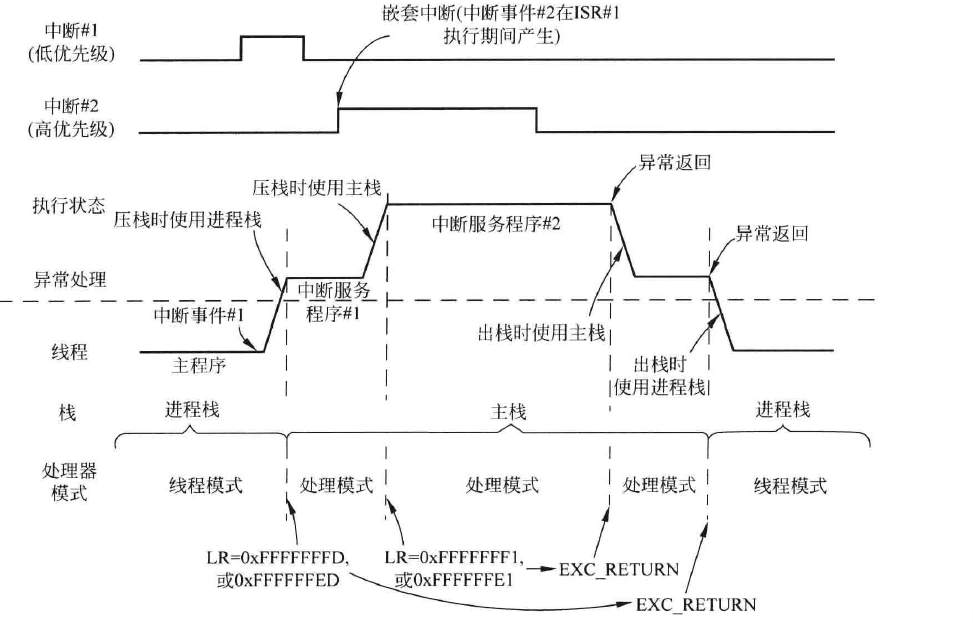 嵌套中断(中断事件#2在ISR#1
执行期间产生)
中断#1
(低优先级)
中断#2
(高优先级)
异常返回
压栈时使用主栈
执行状态
压栈时使用进程栈
中断服务程序#2
异常返回
异常处理
中断服务
程序#1
中断事件#1
出栈时使用主栈
线程
主程序
出栈时
使用进程栈
栈
进程栈
主栈
进程栈
处理器
模式
线程模式
处理模式
处理模式
处理模式
线程模式
LR=0xFFFFFFFD,
或0xFFFFFFED
LR=0xFFFFFFF1,
或0xFFFFFFE1
EXC_RETURN
EXC_RETURN